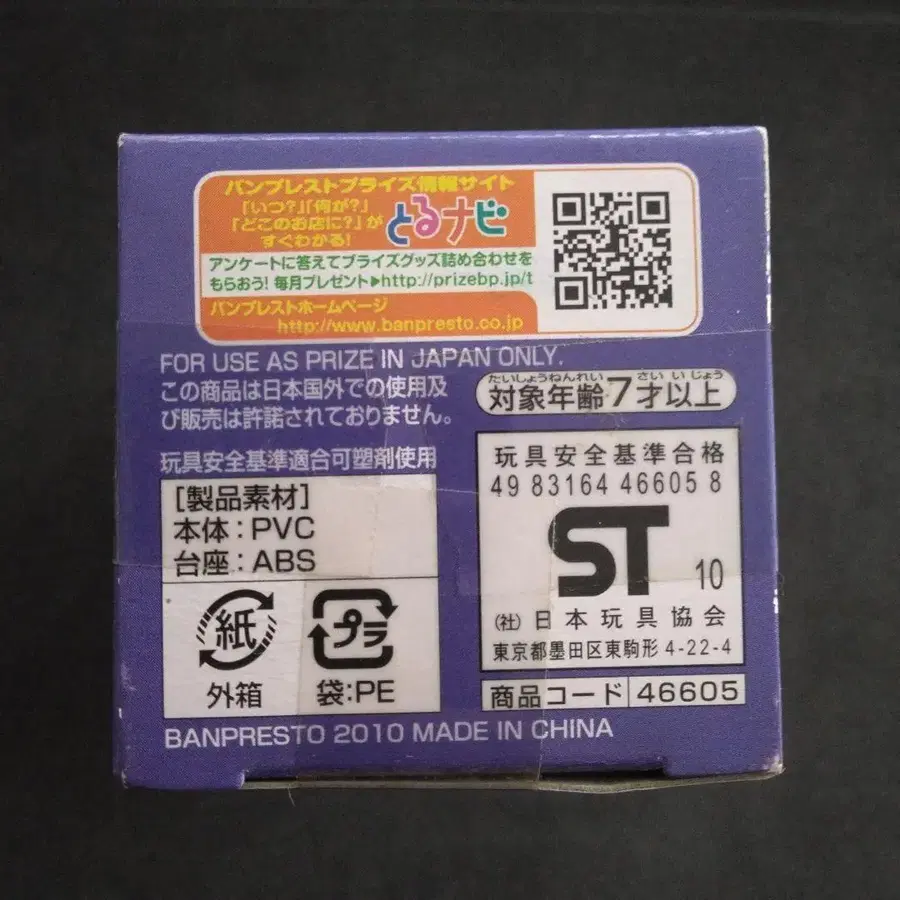 バンプレストプライズ情報サイト
「いつ?」「何が?」
「どこのお店に?」が
すぐわかる!
とるナビ
アンケートに答えてプライズグッズ詰め合わせを
もらおう! 毎月プレゼント▶http://prizebp.jp/t
バンプレストホームページ
http://www.banpresto.co.jp
FOR USE AS PRIZE IN JAPAN ONLY.
この商品は日本国外での使用及
び販売は許諾されておりません。
玩具安全基準適合可塑剤使用
[製品素材]
本体:PVC
台座:ABS
紙
外箱
プラ
袋:PE
たいしょうねんれい さい いじょう
対象年齢7才以上
玩具安全基準合格
49 83164 46605 8
ST 10
(社)日本玩具協会
東京都墨田区東駒形 4-22-4
商品コード 46605
BANPRESTO 2010 MADE IN CHINA